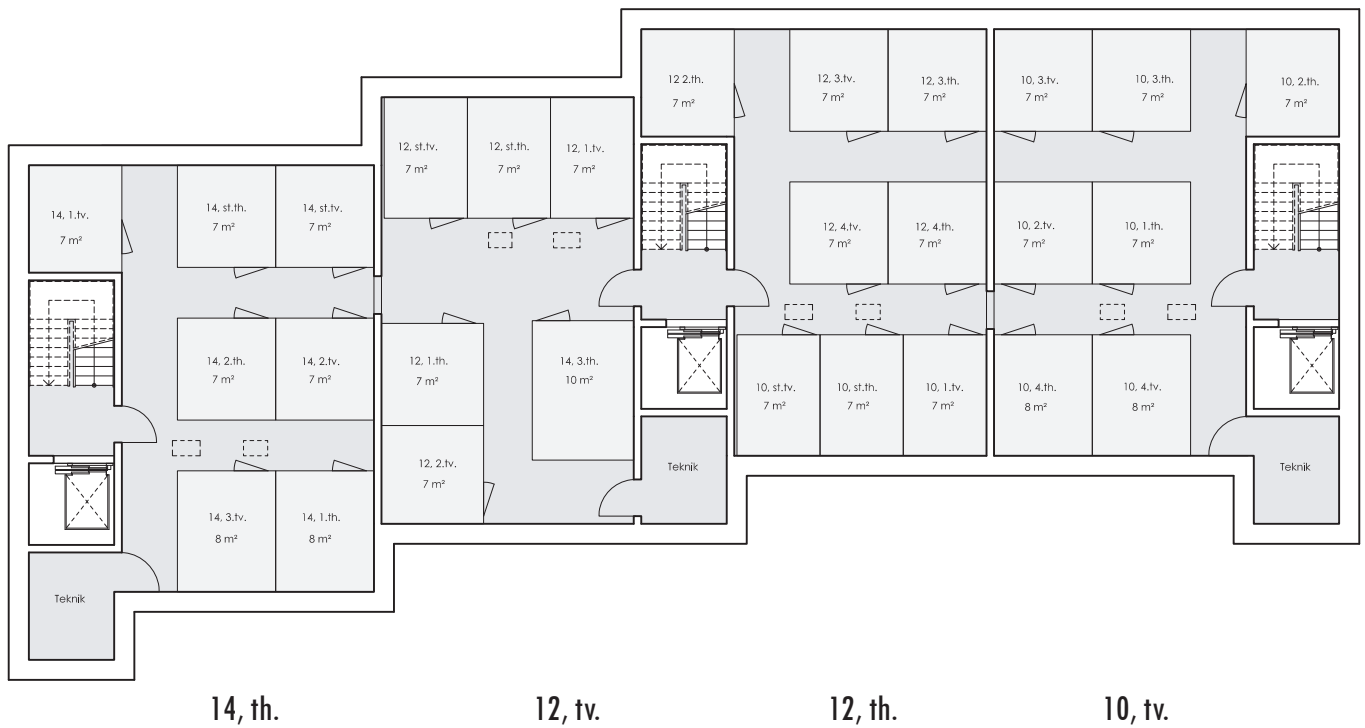 12 2.th.
7 m²
12, 3.tv.
7 m²
12, 3.th.
7 m²
10, 3.tv.
7 m²
10, 3.th.
7 m²
10, 2.th.
7 m²
12, st.tv.
7 m²
12, st.th.
7 m²
12, 1.tv.
7 m²
14, 1.tv.
7 m²
14, st.th.
7 m²
14, st.tv.
7 m²
12, 4.tv.
7 m²
12, 4.th.
7 m²
10, 2.tv.
7 m²
10, 1.th.
7 m²
14, 2.th.
7 m²
14, 2.tv.
7 m²
12, 1.th.
7 m²
14, 3.th.
10 m²
10, st.tv.
7 m²
10, st.th.
7 m²
10, 1.tv.
7 m²
10, 4.th.
8 m²
10, 4.tv.
8 m²
12, 2.tv.
7 m²
Teknik
Teknik
14, 3.tv.
8 m²
14, 1.th.
8 m²
Teknik
14, th.
12, tv.
12, th.
10, tv.